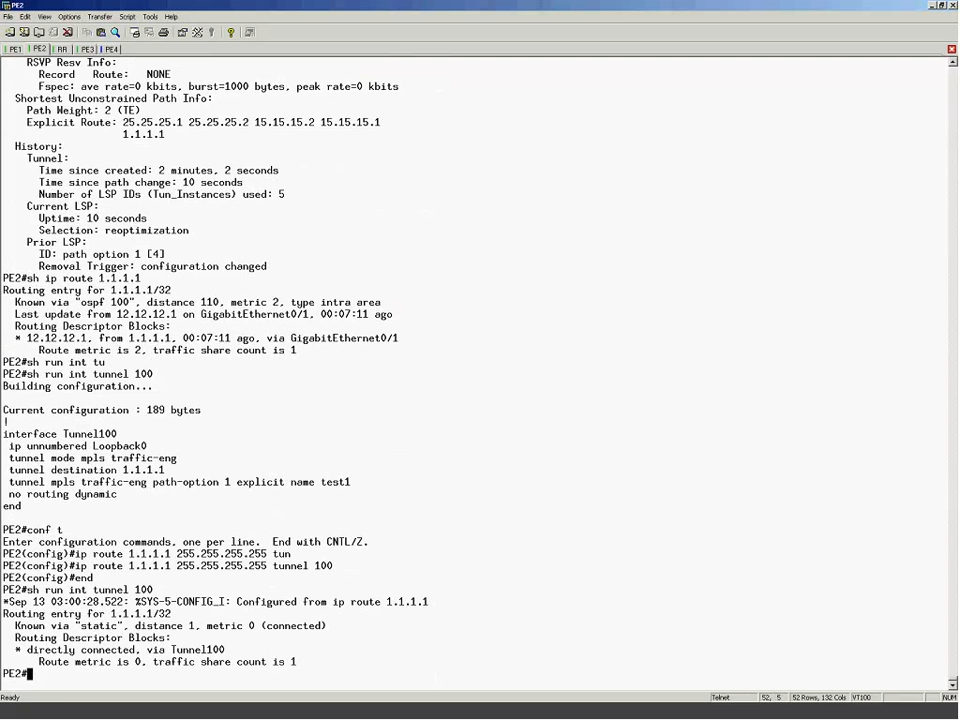 PE2
File Edit View Options Transfer Script Tools Help
PE1 PE2 RR PE3 PE4
RSVP Resv Info:
Record Route: NONE
Fspec: ave rate=0 kbits, burst=1000 bytes, peak rate=0 kbits
Shortest Unconstrained Path Info:
Path Weight: 2 (TE)
Explicit Route: 25.25.25.1 25.25.25.2 15.15.15.2 15.15.15.1
1.1.1.1
History:
Tunnel:
Time since created: 2 minutes, 2 seconds
Time since path change: 10 seconds
Number of LSP IDs (Tun_Instances) used: 5
Current LSP:
Uptime: 10 seconds
Selection: reoptimization
Prior LSP:
ID: path option 1 [4]
Removal Trigger: configuration changed
PE2#sh ip route 1.1.1.1
Routing entry for 1.1.1.1/32
Known via "ospf 100", distance 110, metric 2, type intra area
Last update from 12.12.12.1 on GigabitEthernet0/1, 00:07:11 ago
Routing Descriptor Blocks:
* 12.12.12.1, from 1.1.1.1, 00:07:11 ago, via GigabitEthernet0/1
Route metric is 2, traffic share count is 1
PE2#sh run int tu
PE2#sh run int tunnel 100
Building configuration...
Current configuration : 189 bytes
!
interface Tunnel100
ip unnumbered Loopback0
tunnel mode mpls traffic-eng
tunnel destination 1.1.1.1
tunnel mpls traffic-eng path-option 1 explicit name test1
no routing dynamic
end
PE2#conf t
Enter configuration commands, one per line. End with CNTL/Z.
PE2(config)#ip route 1.1.1.1 255.255.255.255 tun
PE2(config)#ip route 1.1.1.1 255.255.255.255 tunnel 100
PE2(config)#end
PE2#sh run int tunnel 100
*Sep 13 03:00:28.522: %SYS-5-CONFIG_I: Configured from ip route 1.1.1.1
Routing entry for 1.1.1.1/32
Known via "static", distance 1, metric 0 (connected)
Routing Descriptor Blocks:
* directly connected, via Tunnel100
Route metric is 0, traffic share count is 1
PE2#
Ready Telnet 52, 5 52 Rows, 132 Cols VT100 NUM